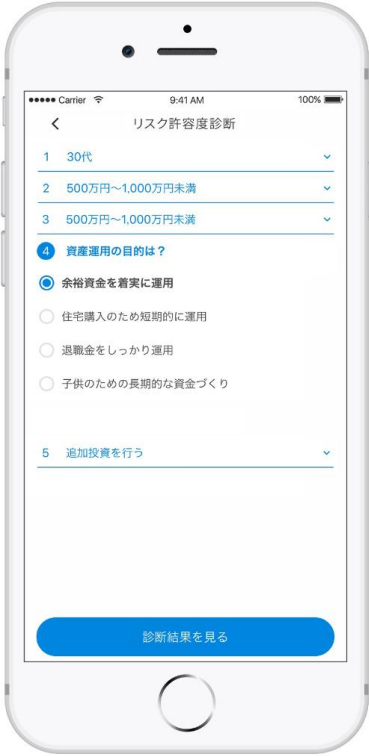 Carrier
9:41 AM
100%
リスク許容度診断
1 30代
2 500万円〜1,000万円未満
3 500万円〜1,000万円未満
4 資産運用の目的は？
余裕資金を着実に運用
住宅購入のため短期的に運用
退職金をしっかり運用
子供のための長期的な資金づくり
5 追加投資を行う
診断結果を見る